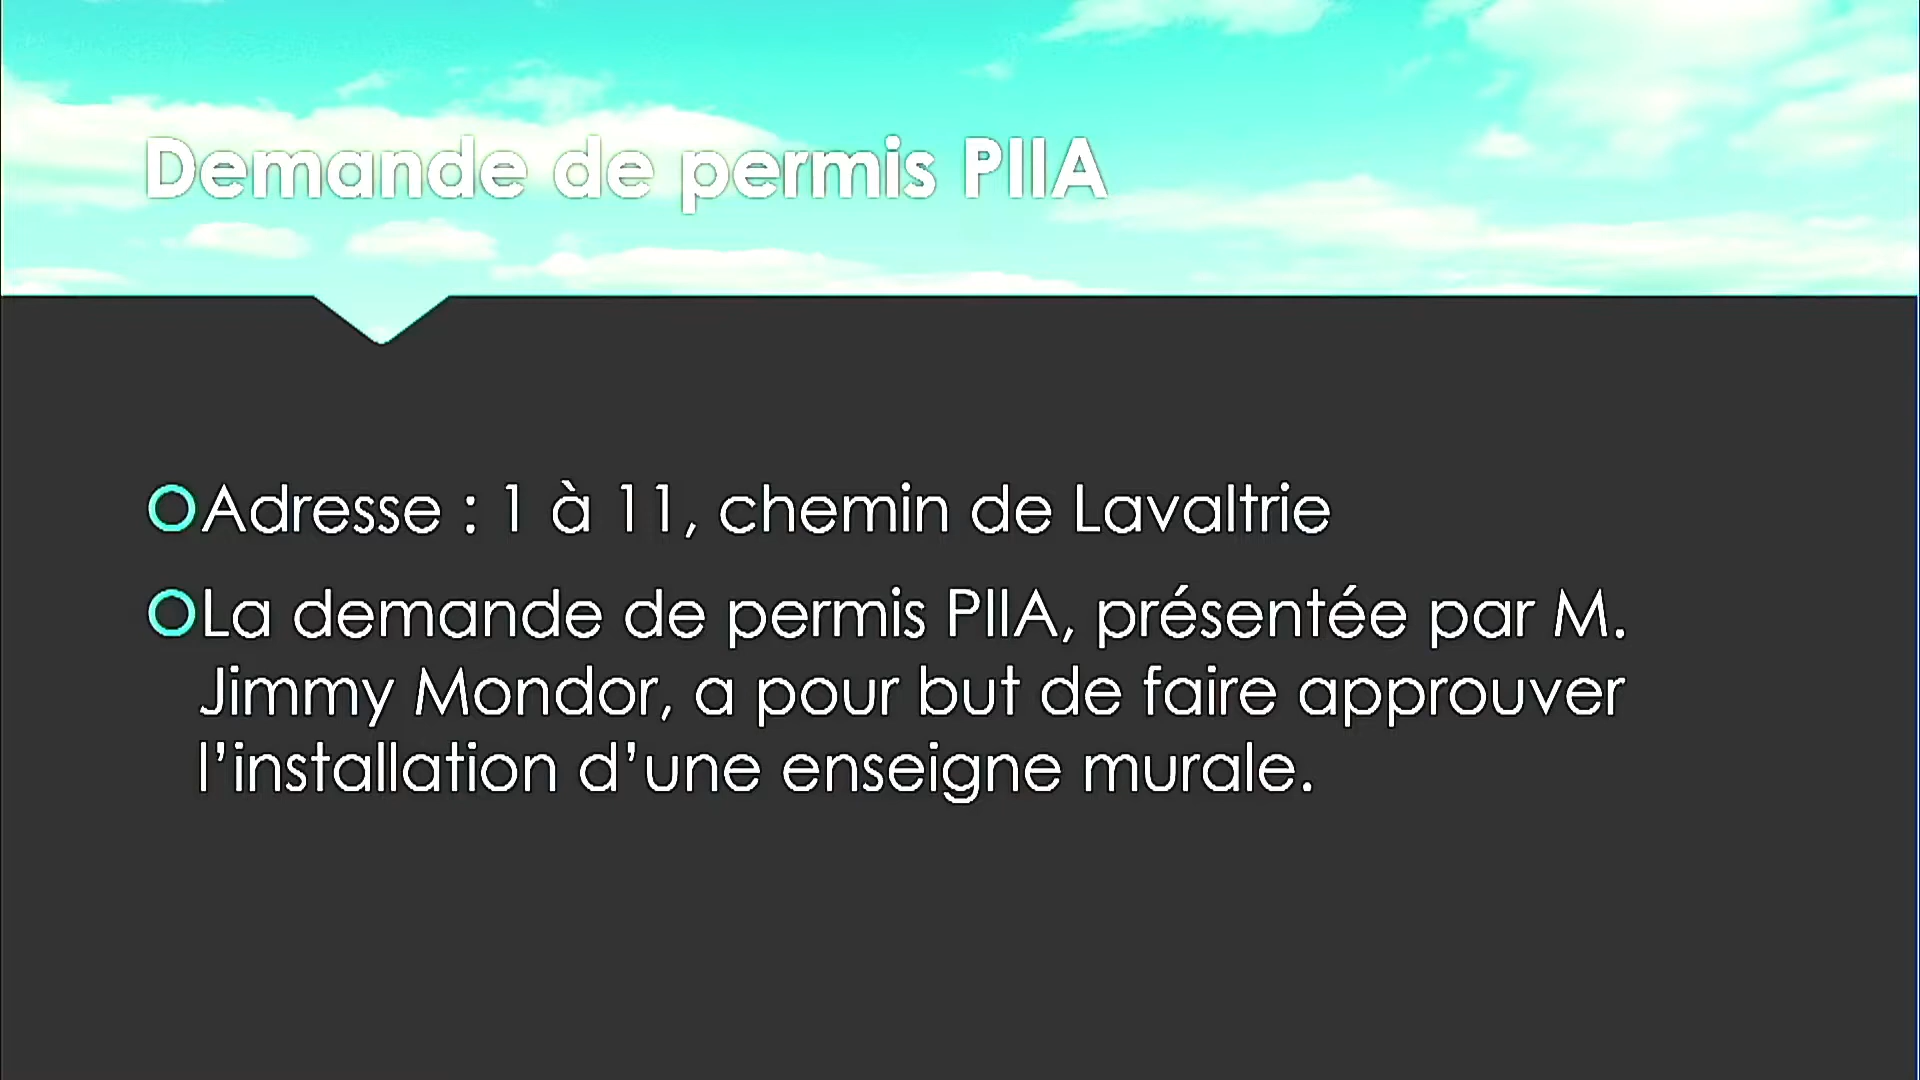 Demande de permis PIIA
Adresse : 1 à 11, chemin de Lavaltrie
La demande de permis PIIA, présentée par M.
Jimmy Mondor, a pour but de faire approuver
l’installation d’une enseigne murale.